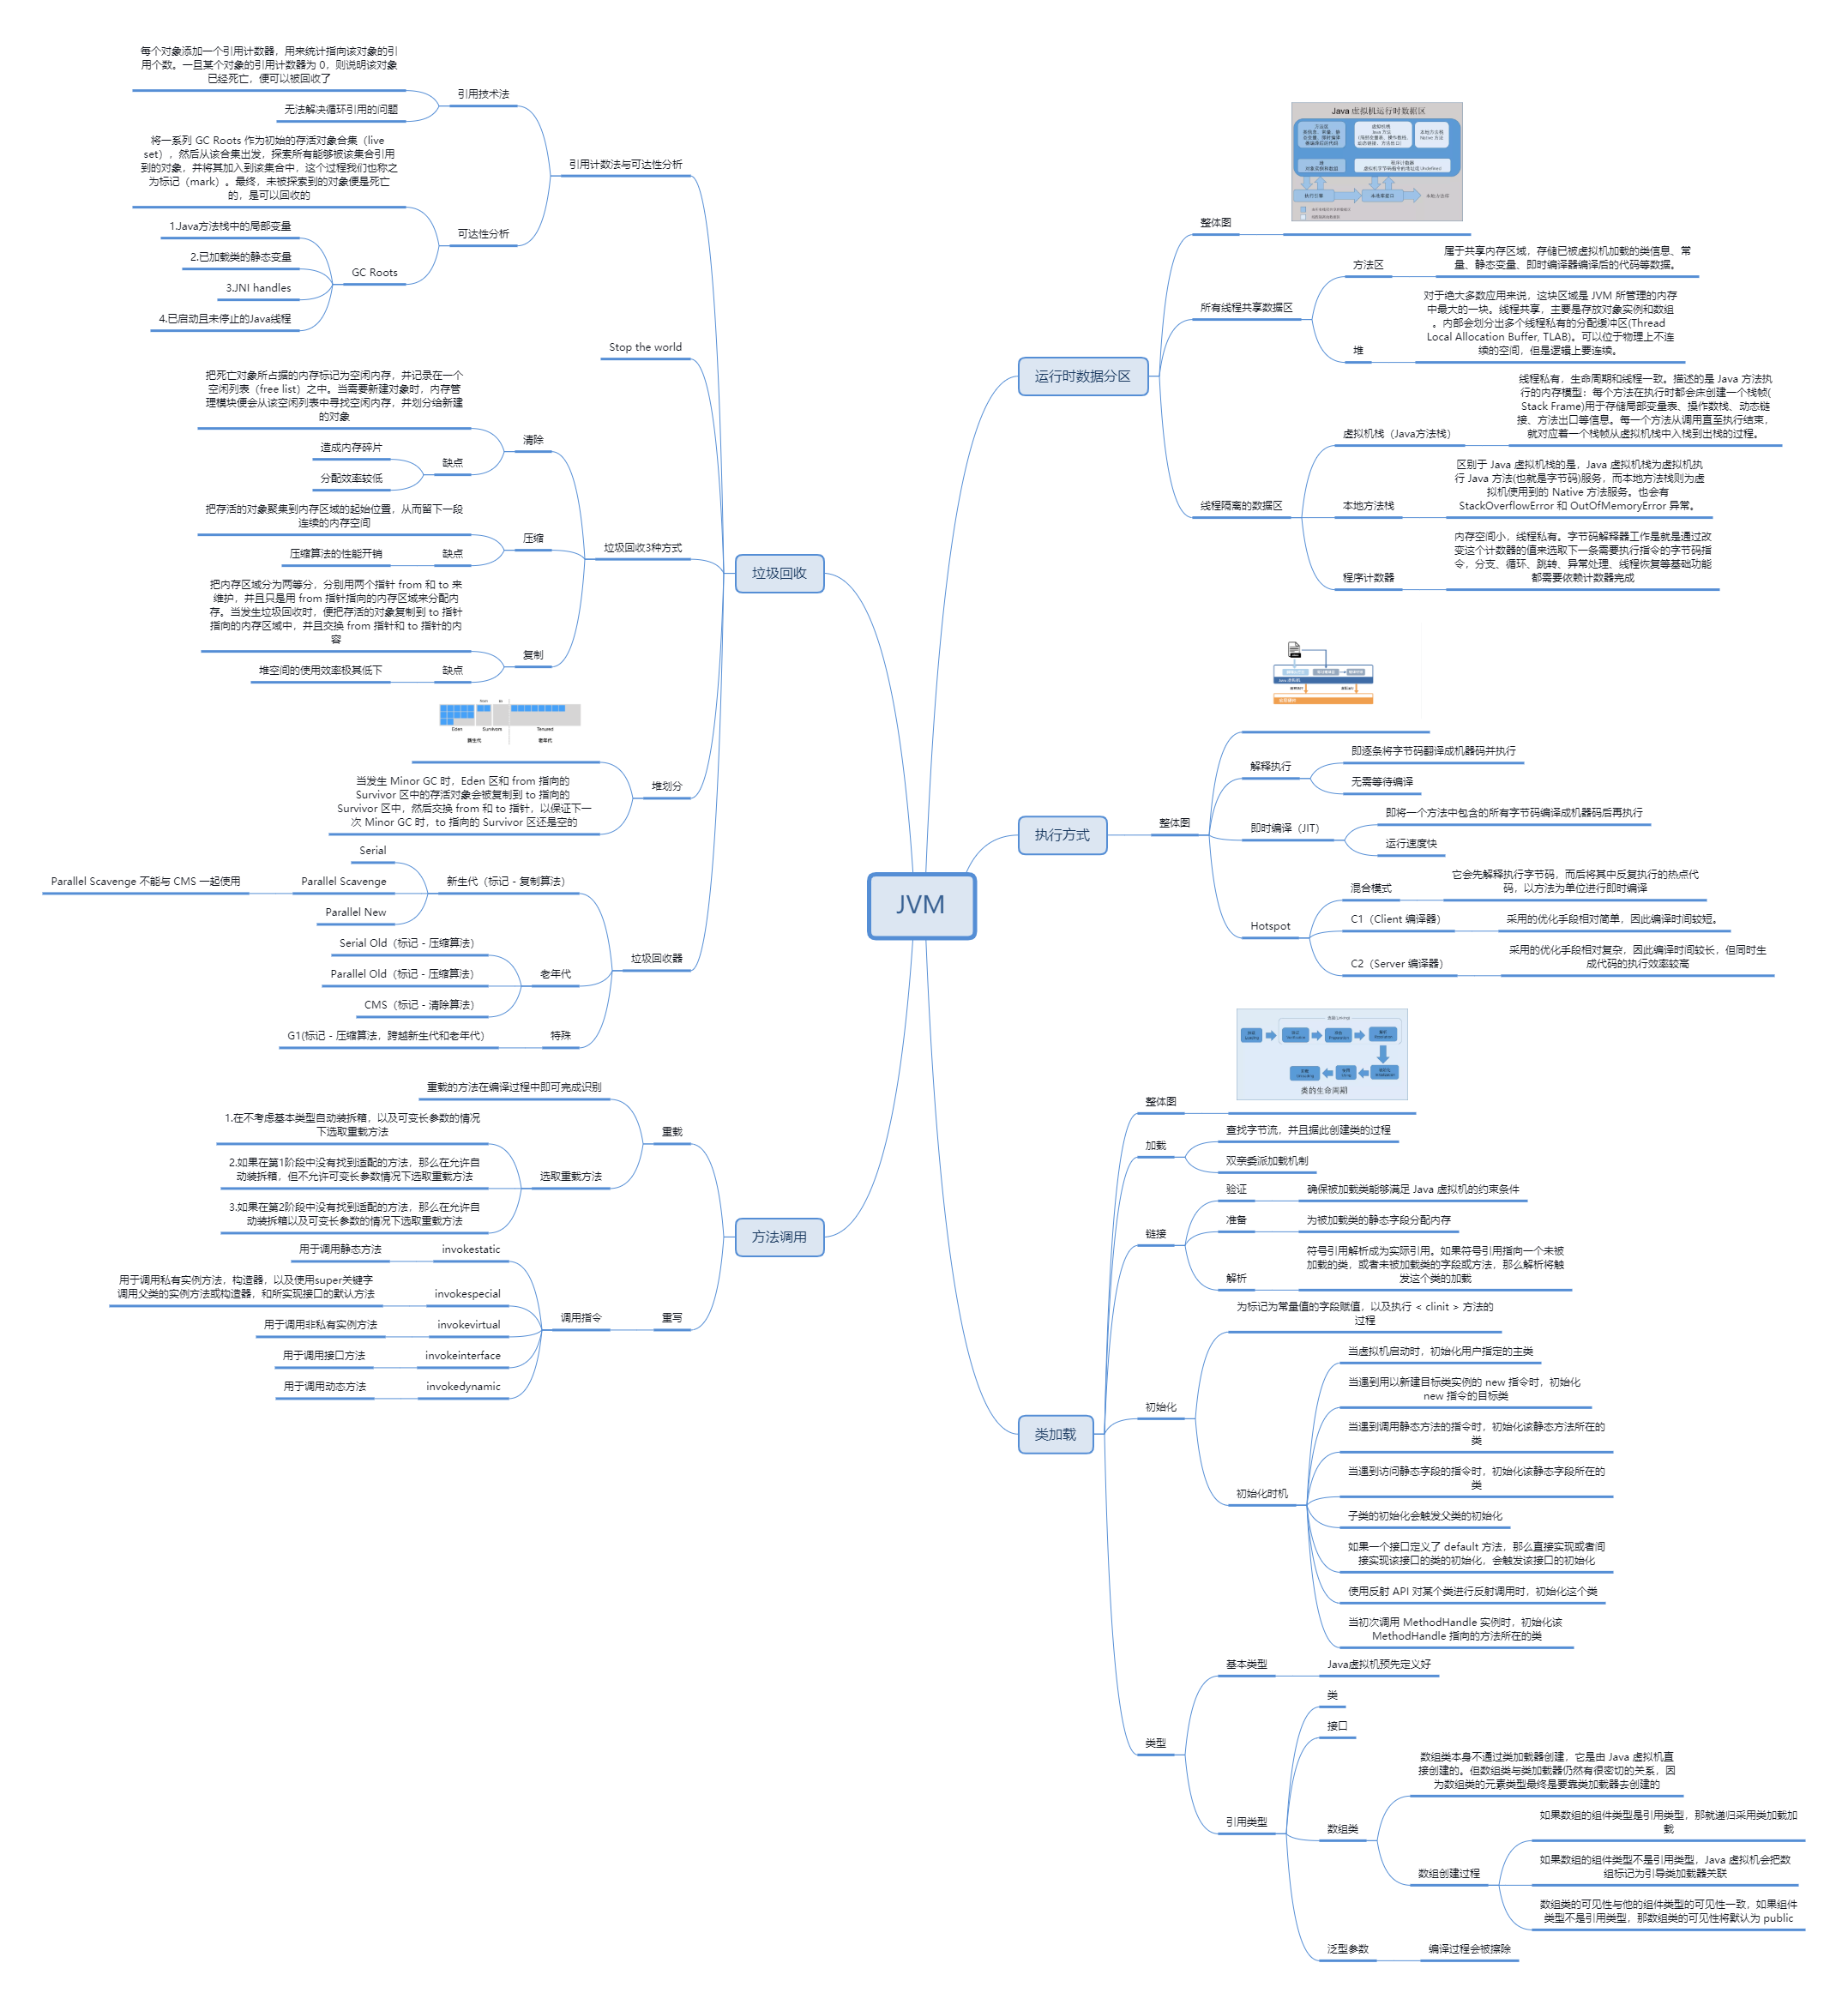 JVM
垃圾回收
引用计数法与可达性分析
引用技术法
每个对象添加一个引用计数器，用来统计指向该对象的引
用个数。一旦某个对象的引用计数器为 0，则说明该对象
已经死亡，便可以被回收了
无法解决循环引用的问题
可达性分析
将一系列 GC Roots 作为初始的存活对象合集（live
set），然后从该合集出发，探索所有能够被该集合引用
到的对象，并将其加入到该集合中，这个过程我们也称之
为标记（mark）。最终，未被探索到的对象便是死亡
的，是可以回收的
GC Roots
1.Java方法栈中的局部变量
2.已加载类的静态变量
3.JNI handles
4.已启动且未停止的Java线程
Stop the world
垃圾回收3种方式
清除
把死亡对象所占据的内存标记为空闲内存，并记录在一个
空闲列表（free list）之中。当需要新建对象时，内存管
理模块便会从该空闲列表中寻找空闲内存，并划分给新建
的对象
缺点
造成内存碎片
分配效率较低
压缩
把存活的对象聚集到内存区域的起始位置，从而留下一段
连续的内存空间
缺点
压缩算法的性能开销
复制
把内存区域分为两等分，分别用两个指针 from 和 to 来
维护，并且只是用 from 指针指向的内存区域来分配内
存。当发生垃圾回收时，便把存活的对象复制到 to 指针
指向的内存区域中，并且交换 from 指针和 to 指针的内
容
缺点
堆空间的使用效率极其低下
堆划分
from
to
Eden
Survivors
Tenured
新生代
老年代
当发生 Minor GC 时，Eden 区和 from 指向的
Survivor 区中的存活对象会被复制到 to 指向的
Survivor 区中，然后交换 from 和 to 指针，以保证下一
次 Minor GC 时，to 指向的 Survivor 区还是空的
垃圾回收器
新生代（标记 - 复制算法）
Serial
Parallel Scavenge
Parallel Scavenge 不能与 CMS 一起使用
Parallel New
老年代
Serial Old（标记 - 压缩算法）
Parallel Old（标记 - 压缩算法）
CMS（标记 - 清除算法）
特殊
G1(标记 - 压缩算法，跨越新生代和老年代）
方法调用
重载
重载的方法在编译过程中即可完成识别
选取重载方法
1.在不考虑基本类型自动装拆箱，以及可变长参数的情况
下选取重载方法
2.如果在第1阶段中没有找到适配的方法，那么在允许自
动装拆箱，但不允许可变长参数情况下选取重载方法
3.如果在第2阶段中没有找到适配的方法，那么在允许自
动装拆箱以及可变长参数的情况下选取重载方法
重写
调用指令
invokestatic
用于调用静态方法
invokespecial
用于调用私有实例方法，构造器，以及使用super关键字
调用父类的实例方法或构造器，和所实现接口的默认方法
invokevirtual
用于调用非私有实例方法
invokeinterface
用于调用接口方法
invokedynamic
用于调用动态方法
运行时数据分区
整体图
Java 虚拟机运行时数据区
所有线程共享数据区
方法区
属于共享内存区域，存储已被虚拟机加载的类信息、常
量、静态变量、即时编译器编译后的代码等数据。
堆
对于绝大多数应用来说，这块区域是 JVM 所管理的内存
中最大的一块。线程共享，主要是存放对象实例和数组
。内部会划分出多个线程私有的分配缓冲区(Thread
Local Allocation Buffer, TLAB)。可以位于物理上不连
续的空间，但是逻辑上要连续。
线程隔离的数据区
虚拟机栈（Java方法栈）
线程私有，生命周期和线程一致。描述的是 Java 方法执
行的内存模型：每个方法在执行时都会床创建一个栈帧(
Stack Frame)用于存储局部变量表、操作数栈、动态链
接、方法出口等信息。每一个方法从调用直至执行结束，
就对应着一个栈帧从虚拟机栈中入栈到出栈的过程。
本地方法栈
区别于 Java 虚拟机栈的是，Java 虚拟机栈为虚拟机执
行 Java 方法(也就是字节码)服务，而本地方法栈则为虚
拟机使用到的 Native 方法服务。也会有
StackOverflowError 和 OutOfMemoryError 异常。
程序计数器
内存空间小，线程私有。字节码解释器工作是就是通过改
变这个计数器的值来选取下一条需要执行指令的字节码指
令，分支、循环、跳转、异常处理、线程恢复等基础功能
都需要依赖计数器完成
执行方式
整体图
解释执行
即逐条将字节码翻译成机器码并执行
无需等待编译
即时编译（JIT）
即将一个方法中包含的所有字节码编译成机器码后再执行
运行速度快
Hotspot
混合模式
它会先解释执行字节码，而后将其中反复执行的热点代
码，以方法为单位进行即时编译
C1（Client 编译器）
采用的优化手段相对简单，因此编译时间较短。
C2（Server 编译器）
采用的优化手段相对复杂，因此编译时间较长，但同时生
成代码的执行效率较高
类加载
整体图
类的生命周期
加载
查找字节流，并且据此创建类的过程
双亲委派加载机制
链接
验证
确保被加载类能够满足 Java 虚拟机的约束条件
准备
为被加载类的静态字段分配内存
解析
符号引用解析成为实际引用。如果符号引用指向一个未被
加载的类，或者未被加载类的字段或方法，那么解析将触
发这个类的加载
初始化
为标记为常量值的字段赋值，以及执行 < clinit > 方法的
过程
初始化时机
当虚拟机启动时，初始化用户指定的主类
当遇到用以新建目标类实例的 new 指令时，初始化
new 指令的目标类
当遇到调用静态方法的指令时，初始化该静态方法所在的
类
当遇到访问静态字段的指令时，初始化该静态字段所在的
类
子类的初始化会触发父类的初始化
如果一个接口定义了 default 方法，那么直接实现或者间
接实现该接口的类的初始化，会触发该接口的初始化
使用反射 API 对某个类进行反射调用时，初始化这个类
当初次调用 MethodHandle 实例时，初始化该
MethodHandle 指向的方法所在的类
类型
基本类型
Java虚拟机预先定义好
引用类型
类
接口
数组类
数组类本身不通过类加载器创建，它是由 Java 虚拟机直
接创建的。但数组类与类加载器仍然有很密切的关系，因
为数组类的元素类型最终是要靠类加载器去创建的
数组创建过程
如果数组的组件类型是引用类型，那就递归采用类加载加
载
如果数组的组件类型不是引用类型，Java 虚拟机会把数
组标记为引导类加载器关联
数组类的可见性与他的组件类型的可见性一致，如果组件
类型不是引用类型，那数组类的可见性将默认为 public
泛型参数
编译过程会被擦除